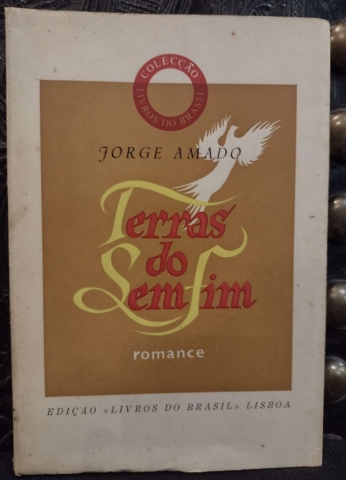 COLECÇÃO
LIVROS DO BRASIL
JORGE AMADO
Terras
do
Sem Fim
romance
EDIÇÃO «LIVROS DO BRASIL» LISBOA